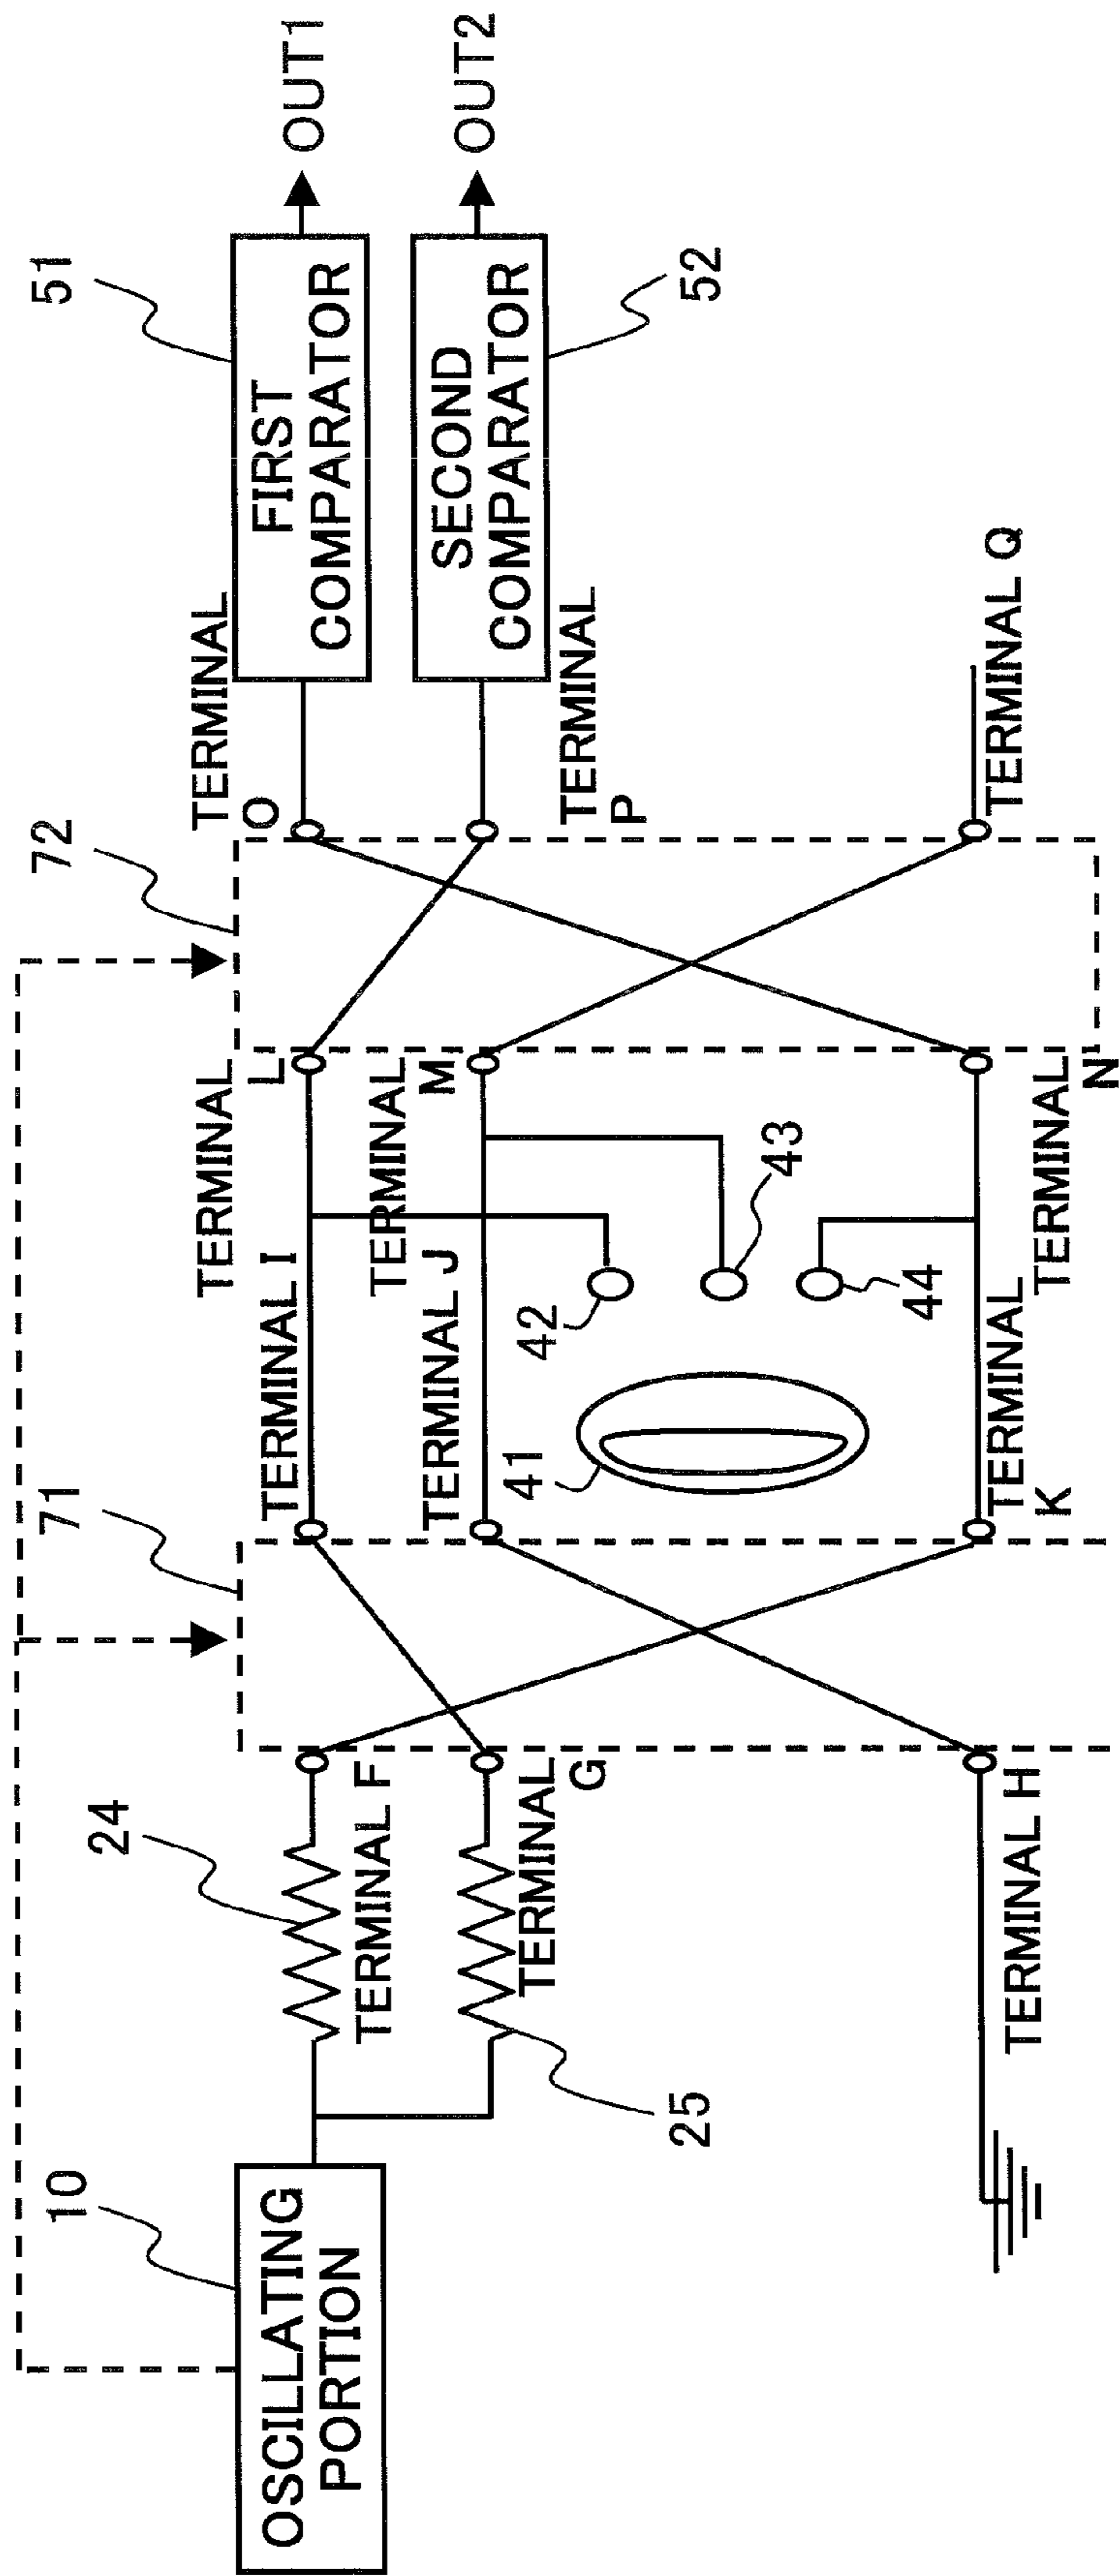 10
OSCILLATING
PORTION
24
TERMINAL F
25
TERMINAL
G
TERMINAL H
71
TERMINAL I
TERMINAL J
TERMINAL
K
41
42
43
44
TERMINAL
L
TERMINAL
M
TERMINAL
N
72
TERMINAL
O
TERMINAL
P
TERMINAL Q
51
FIRST
COMPARATOR
OUT1
52
SECOND
COMPARATOR
OUT2